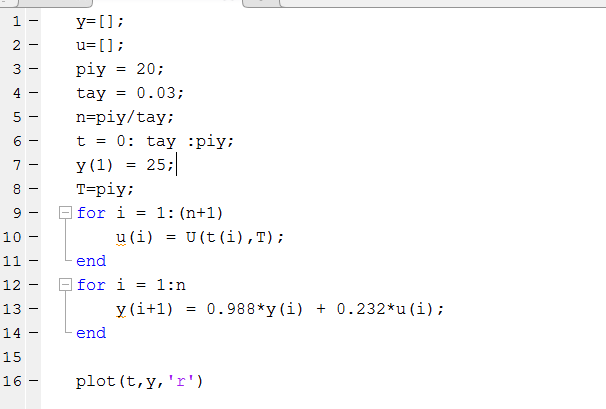 1 - y=[];
2 - u=[];
3 - piy = 20;
4 - tay = 0.03;
5 - n=piy/tay;
6 - t = 0: tay :piy;
7 - y(1) = 25;
8 - T=piy;
9 - for i = 1:(n+1)
10 - u(i) = U(t(i),T);
11 - end
12 - for i = 1:n
13 - y(i+1) = 0.988*y(i) + 0.232*u(i);
14 - end
15
16 - plot(t,y,'r')